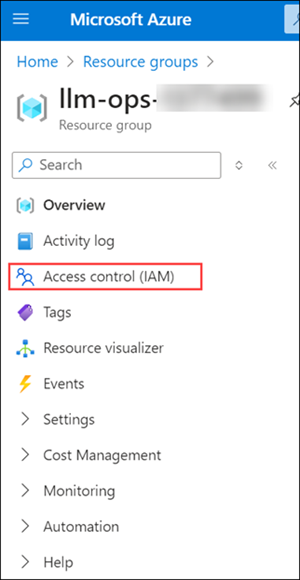 Microsoft Azure
Home > Resource groups >
llm-ops-
Resource group
Search
Overview
Activity log
Access control (IAM)
Tags
Resource visualizer
Events
Settings
Cost Management
Monitoring
Automation
Help